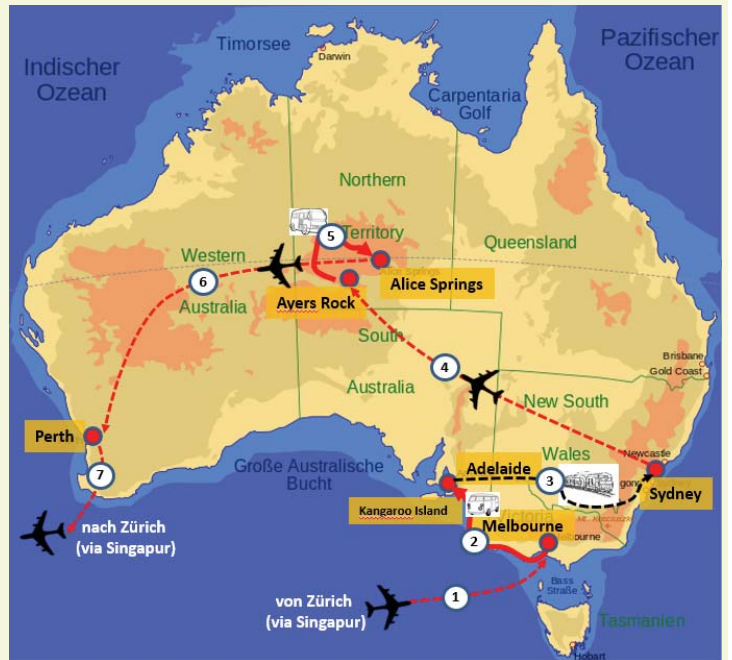 Timorsee
Pazifischer
Ozean
Indischer
Ozean
Darwin
Carpentaria
Golf
Northern
Territory
5
Western
Queensland
6
Alice Springs
Alice Springs
Australia
Ayers Rock
South
Brisbane
Gold Coast
4
Australia
New South
Perth
Wales
Newcastle
Adelaide
Große Australische
Bucht
7
3
Sydney
Kangaroo Island
Victoria
Melbourne
2
nach Zürich
(via Singapur)
Bass
Straße
1
von Zürich
(via Singapur)
Tasmanien
Hobart